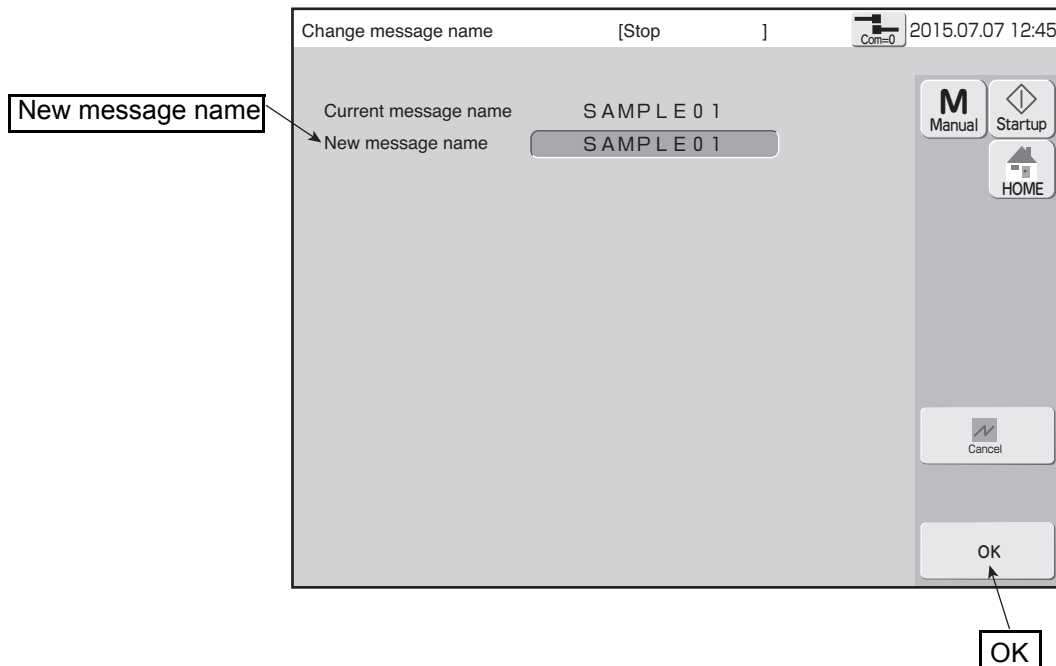 Change message name [Stop ] Com=0 2015.07.07 12:45
New message name
Current message name SAMPLE01
New message name SAMPLE01
M
Manual
Startup
HOME
Cancel
OK
OK